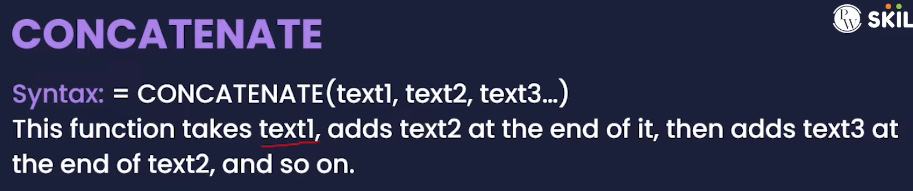 CONCATENATE
PW SKIL
Syntax: = CONCATENATE(text1, text2, text3...)
This function takes text1, adds text2 at the end of it, then adds text3 at
the end of text2, and so on.